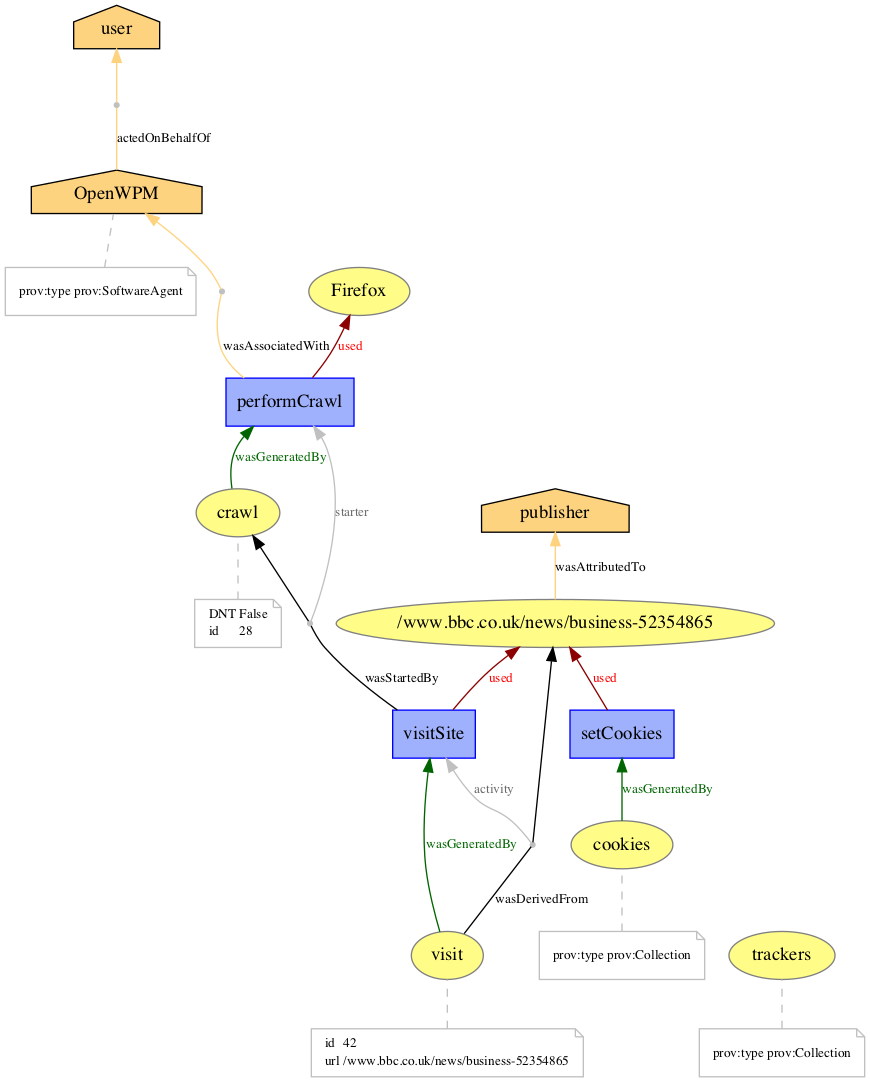 user
actedOnBehalfOf
OpenWPM
prov:type prov:SoftwareAgent
Firefox
wasAssociatedWith
used
performCrawl
wasGeneratedBy
crawl
starter
publisher
wasAttributedTo
DNT False
id 28
/www.bbc.co.uk/news/business-52354865
wasStartedBy
used
used
visitSite
setCookies
activity
wasGeneratedBy
wasGeneratedBy
cookies
wasDerivedFrom
visit
prov:type prov:Collection
trackers
id 42
url /www.bbc.co.uk/news/business-52354865
prov:type prov:Collection